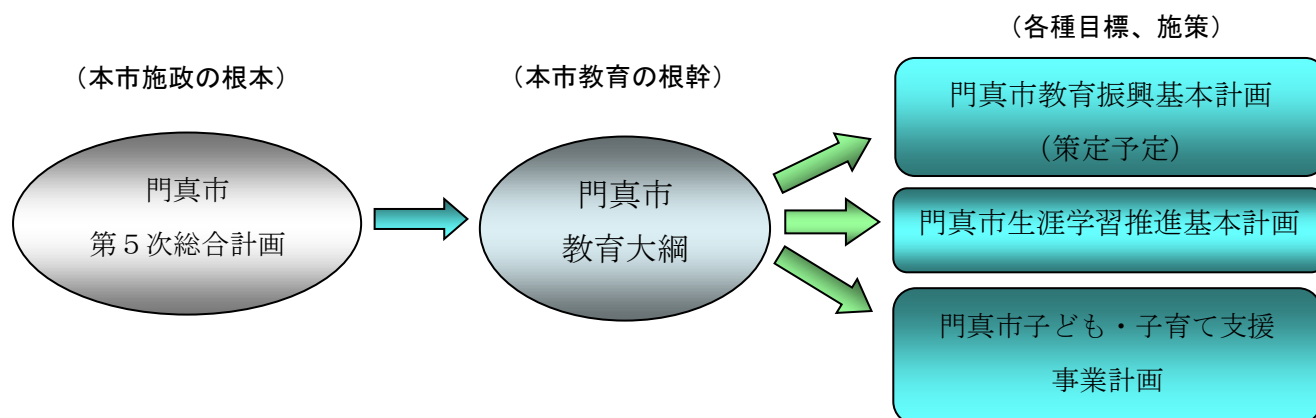 （各種目標、施策）
（本市施政の根本）
（本市教育の根幹）
門真市
第５次総合計画
門真市
教育大綱
門真市教育振興基本計画
（策定予定）
門真市生涯学習推進基本計画
門真市子ども・子育て支援
事業計画